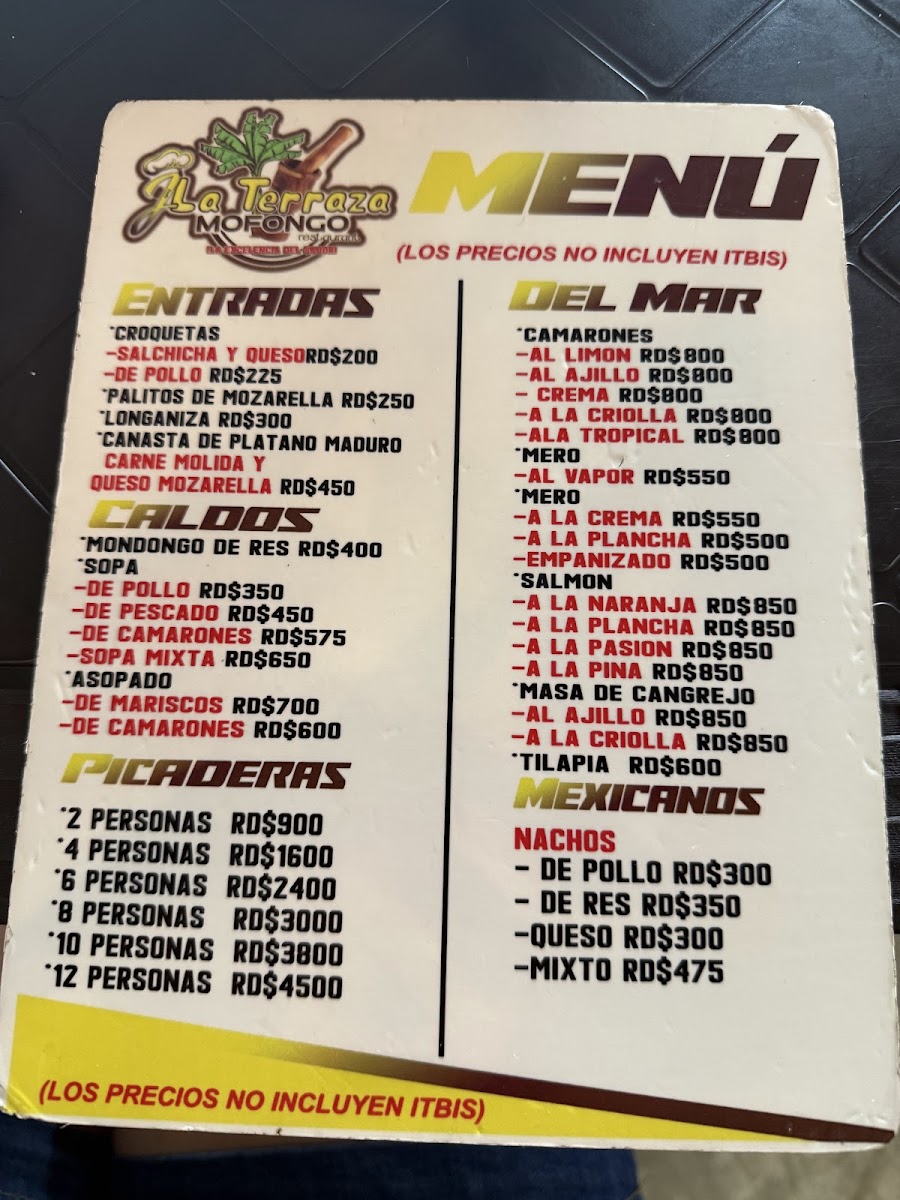 La Terraza
MOFONGO
MENÚ
(LOS PRECIOS NO INCLUYEN ITBIS)
ENTRADAS
*CROQUETAS
-SALCHICHA Y QUESO RD$200
-DE POLLO RD$225
*PALITOS DE MOZARELLA RD$250
*LONGANIZA RD$300
*CANASTA DE PLATANO MADURO
CARNE MOLIDA Y
QUESO MOZARELLA RD$450
CALDOS
*MONDONGO DE RES RD$400
*SOPA
-DE POLLO RD$350
-DE PESCADO RD$450
-DE CAMARONES RD$575
-SOPA MIXTA RD$650
*ASOPADO
-DE MARISCOS RD$700
-DE CAMARONES RD$600
PICADERAS
*2 PERSONAS RD$900
*4 PERSONAS RD$1600
*6 PERSONAS RD$2400
*8 PERSONAS RD$3000
*10 PERSONAS RD$3800
*12 PERSONAS RD$4500
DEL MAR
*CAMARONES
-AL LIMON RD$800
-AL AJILLO RD$800
- CREMA RD$800
-A LA CRIOLLA RD$800
-ALA TROPICAL RD$800
*MERO
-AL VAPOR RD$550
*MERO
-A LA CREMA RD$550
-A LA PLANCHA RD$500
-EMPANIZADO RD$500
*SALMON
-A LA NARANJA RD$850
-A LA PLANCHA RD$850
-A LA PASION RD$850
-A LA PINA RD$850
*MASA DE CANGREJO
-AL AJILLO RD$850
-A LA CRIOLLA RD$850
*TILAPIA RD$600
MEXICANOS
NACHOS
- DE POLLO RD$300
- DE RES RD$350
-QUESO RD$300
-MIXTO RD$475
(LOS PRECIOS NO INCLUYEN ITBIS)